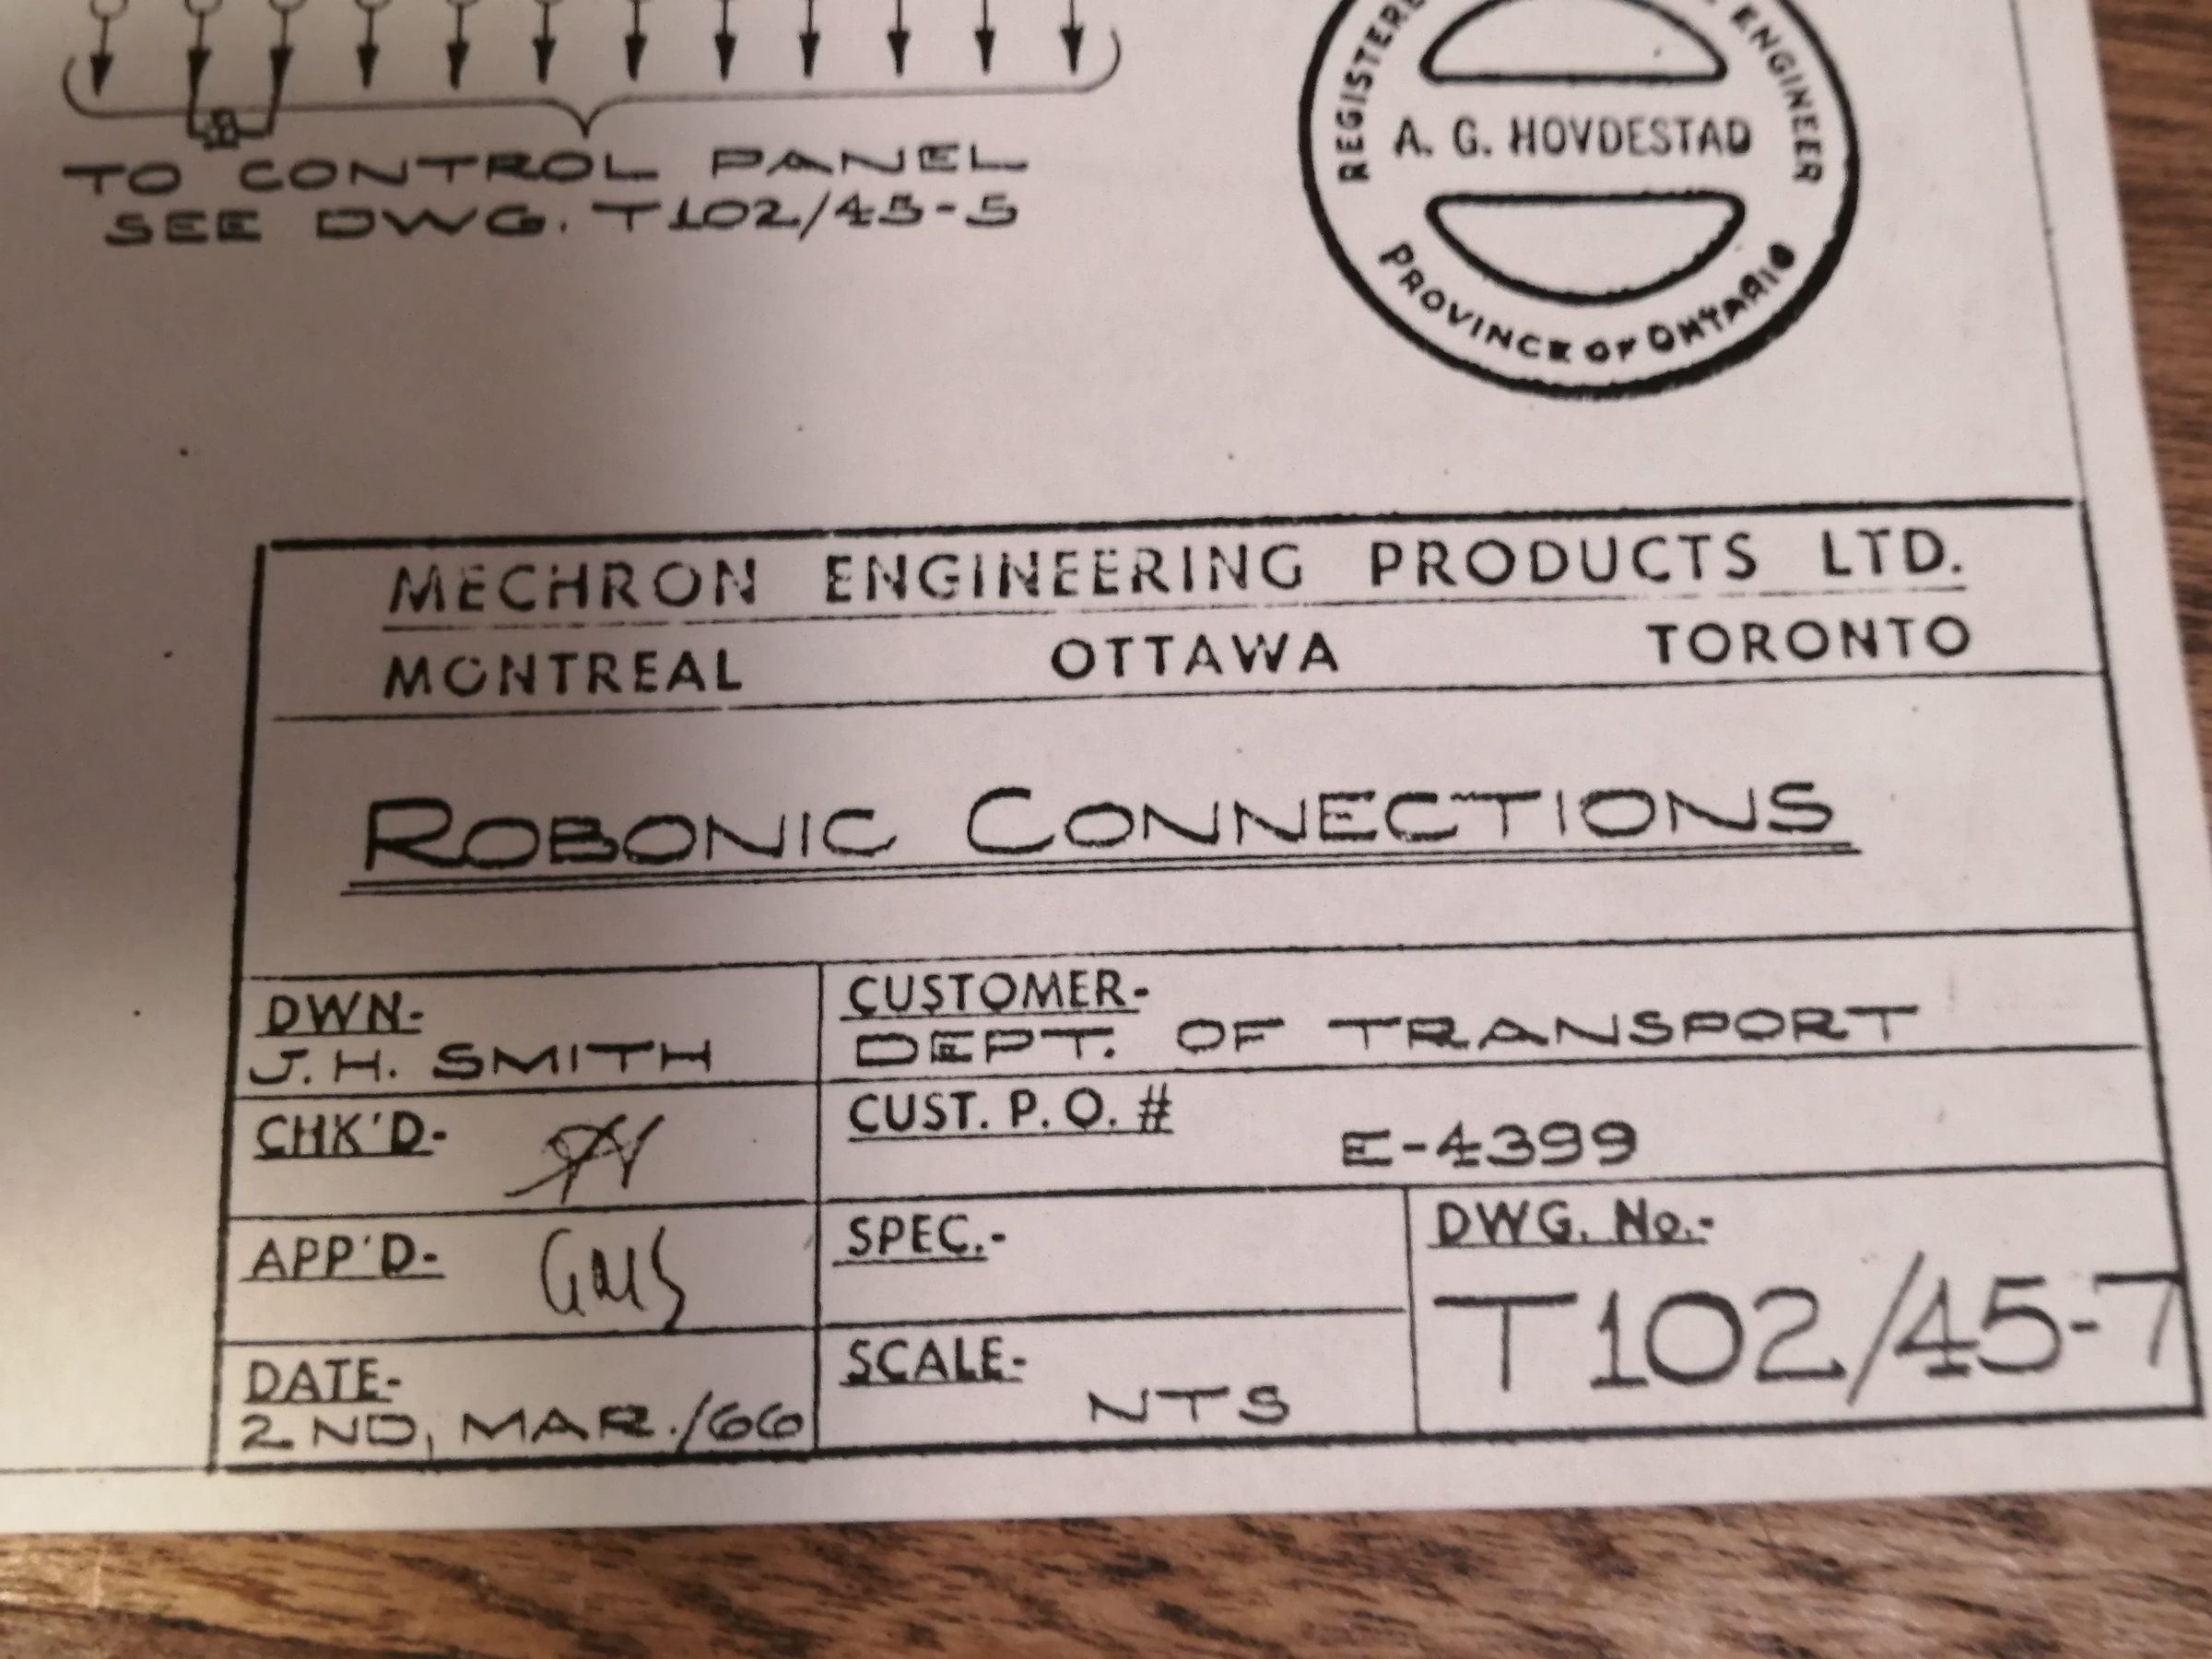 TO CONTROL PANEL
SEE DWG. T102/45-5
REGISTERED ENGINEER
A. G. HOVDESTAD
PROVINCE OF ONTARIO
MECHRON ENGINEERING PRODUCTS LTD.
MONTREAL OTTAWA TORONTO
ROBONIC CONNECTIONS
DWN-
J.H. SMITH
CUSTOMER-
DEPT. OF TRANSPORT
CHK'D-
CUST. P. O. #
E-4399
APP'D- GMS
SPEC.-
DWG. No.-
T102/45-7
DATE-
2ND, MAR./66
SCALE-
NTS